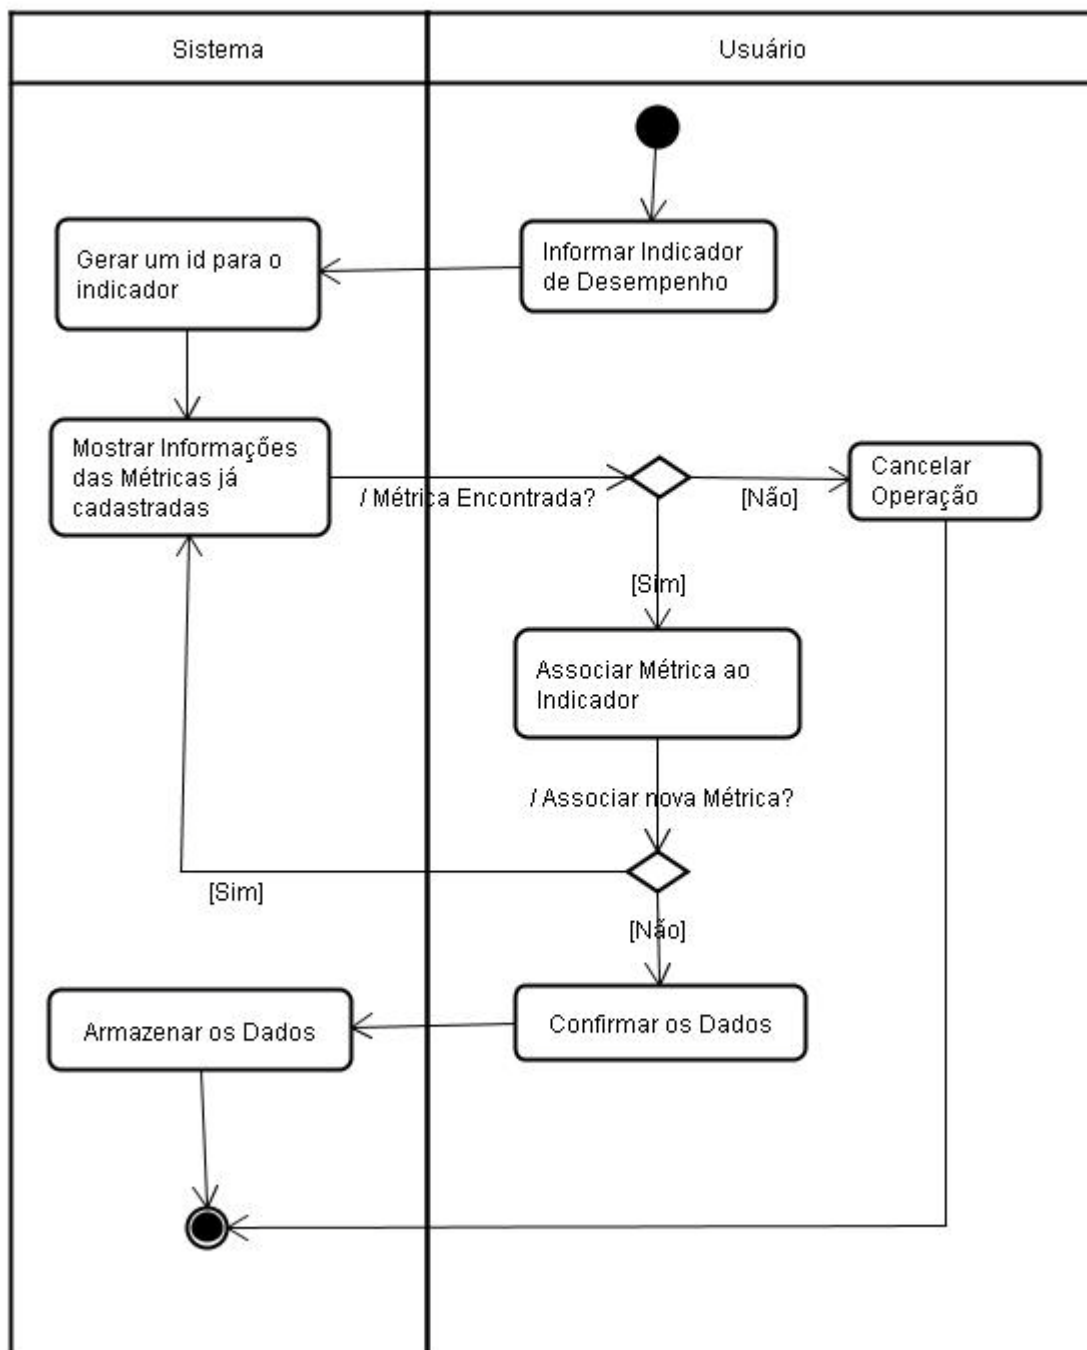 Sistema
Usuário
Informar Indicador
de Desempenho
Gerar um id para o
indicador
Mostrar Informações
das Métricas já
cadastradas
/ Métrica Encontrada?
[Não]
Cancelar
Operação
[Sim]
Associar Métrica ao
Indicador
/ Associar nova Métrica?
[Sim]
[Não]
Confirmar os Dados
Armazenar os Dados